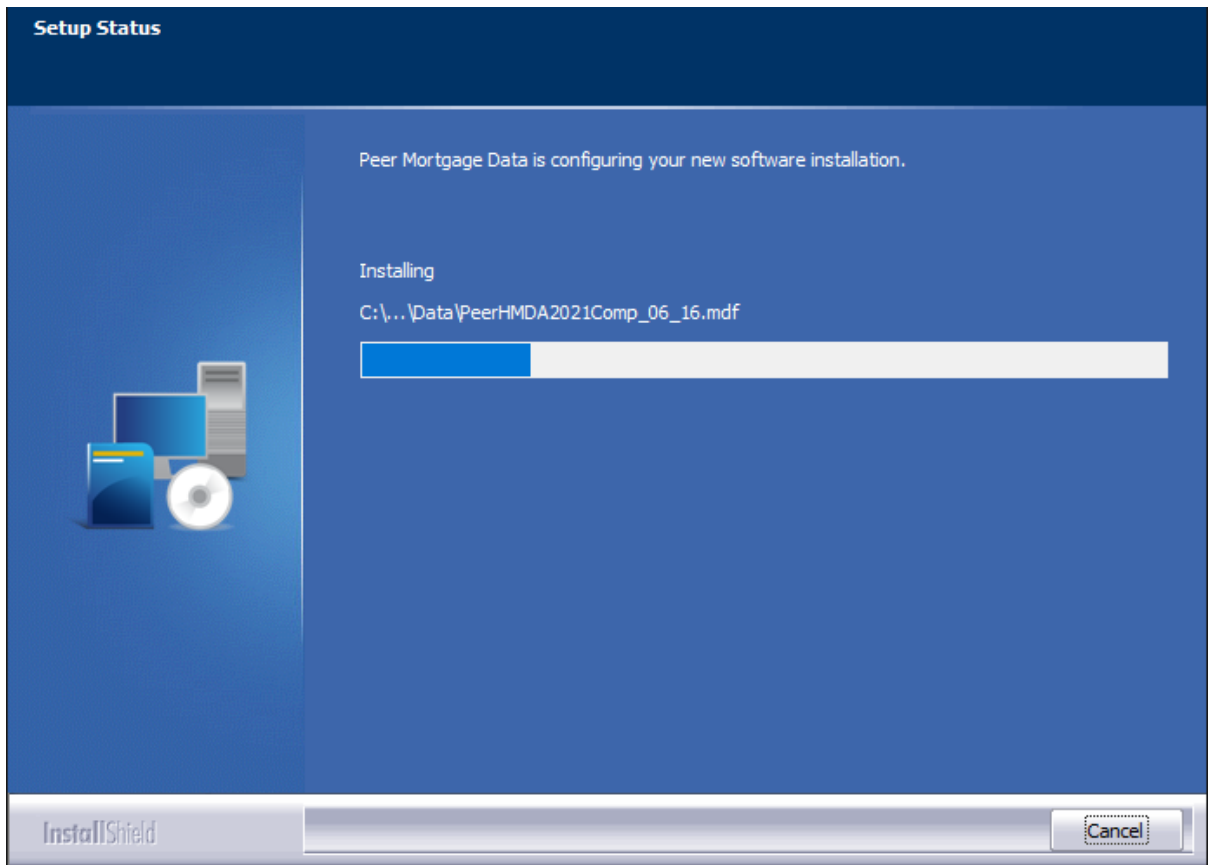 Setup Status
Peer Mortgage Data is configuring your new software installation.
Installing
C:\...\Data\PeerHMDA2021Comp_06_16.mdf
InstallShield
Cancel